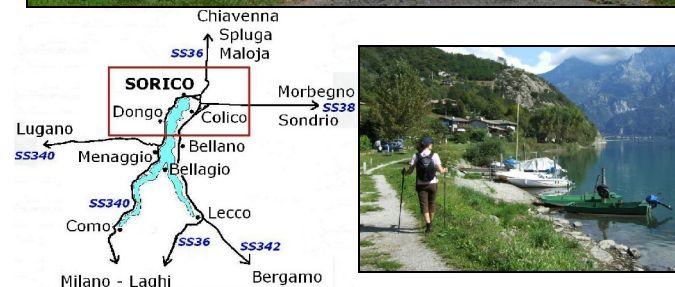 Chiavenna
Spluga
Maloja
SS36
SORICO
Morbegno
SS38
Sondrio
Dongo
Colico
Lugano
SS340
Menaggio
Bellano
Bellagio
SS340
Como
Lecco
SS36
SS342
Milano - Laghi
Bergamo